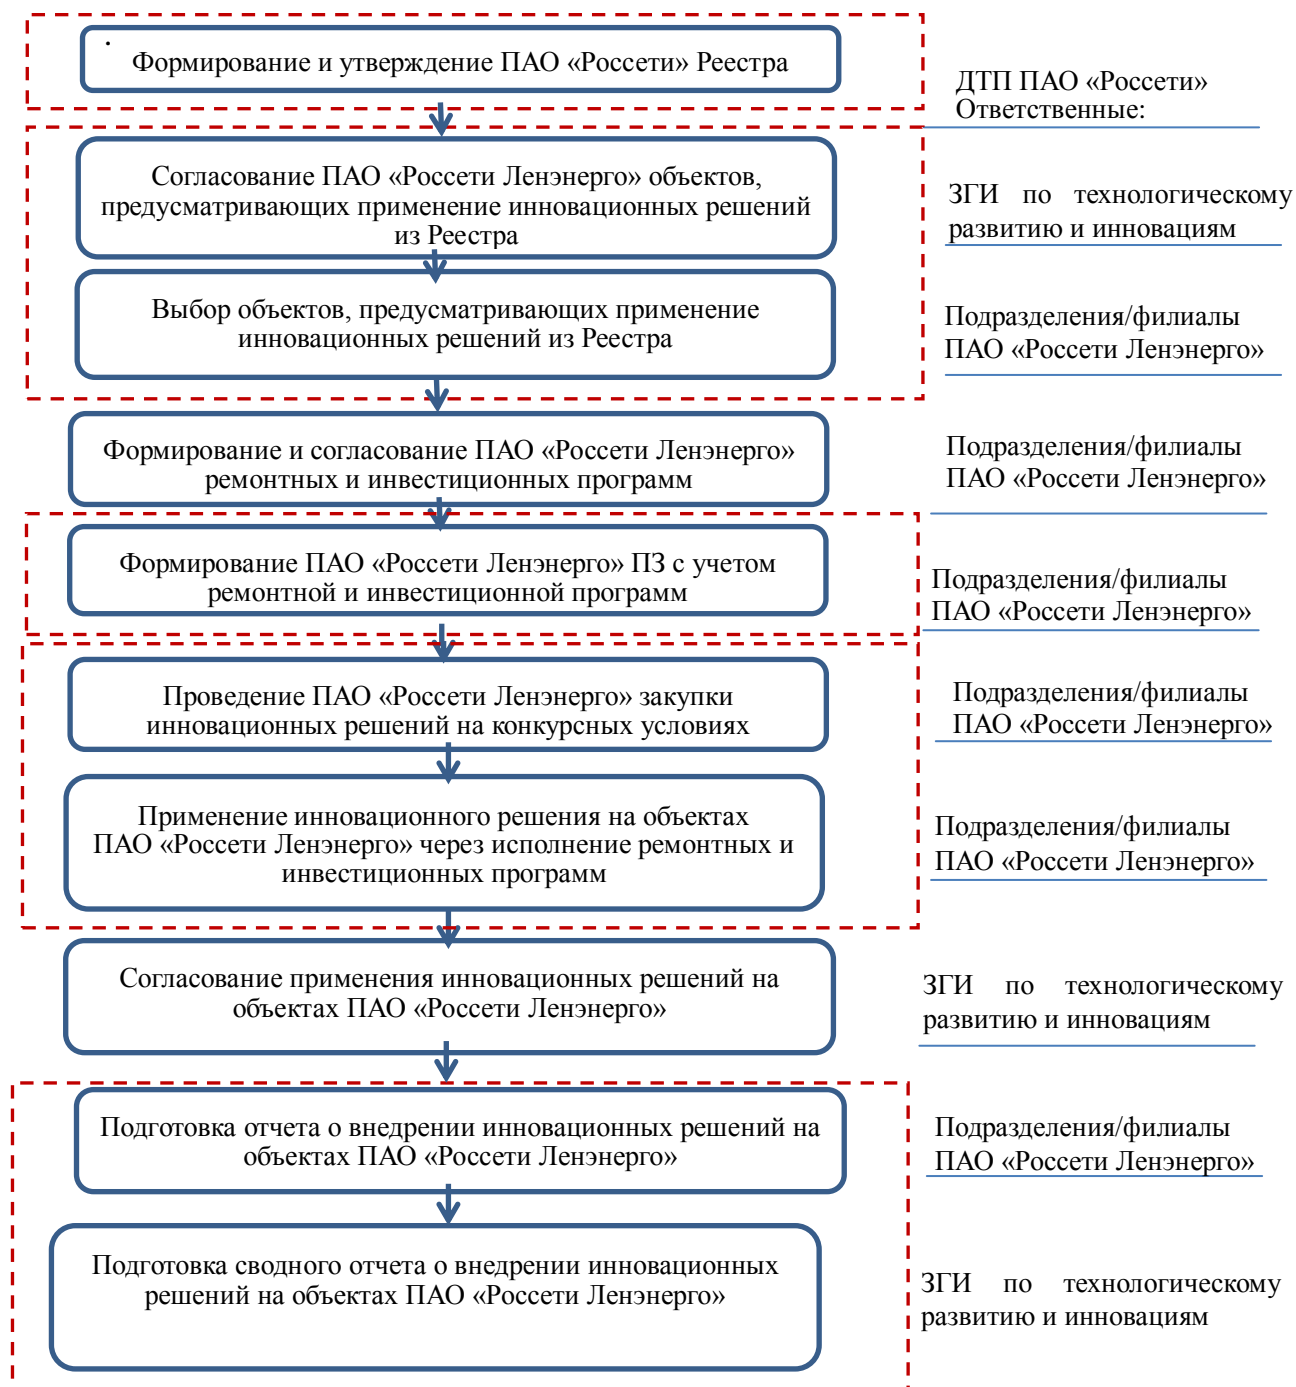 .
Формирование и утверждение ПАО «Россети» Реестра
ДТП ПАО «Россети»
Ответственные:
Согласование ПАО «Россети Ленэнерго» объектов,
предусматривающих применение инновационных решений
из Реестра
ЗГИ по технологическому
развитию и инновациям
Выбор объектов, предусматривающих применение
инновационных решений из Реестра
Подразделения/филиалы
ПАО «Россети Ленэнерго»
Формирование и согласование ПАО «Россети Ленэнерго»
ремонтных и инвестиционных программ
Подразделения/филиалы
ПАО «Россети Ленэнерго»
Формирование ПАО «Россети Ленэнерго» ПЗ с учетом
ремонтной и инвестиционной программ
Подразделения/филиалы
ПАО «Россети Ленэнерго»
Проведение ПАО «Россети Ленэнерго» закупки
инновационных решений на конкурсных условиях
Подразделения/филиалы
ПАО «Россети Ленэнерго»
Применение инновационного решения на объектах
ПАО «Россети Ленэнерго» через исполнение ремонтных и
инвестиционных программ
Подразделения/филиалы
ПАО «Россети Ленэнерго»
Согласование применения инновационных решений на
объектах ПАО «Россети Ленэнерго»
ЗГИ по технологическому
развитию и инновациям
Подготовка отчета о внедрении инновационных решений на
объектах ПАО «Россети Ленэнерго»
Подразделения/филиалы
ПАО «Россети Ленэнерго»
Подготовка сводного отчета о внедрении инновационных
решений на объектах ПАО «Россети Ленэнерго»
ЗГИ по технологическому
развитию и инновациям